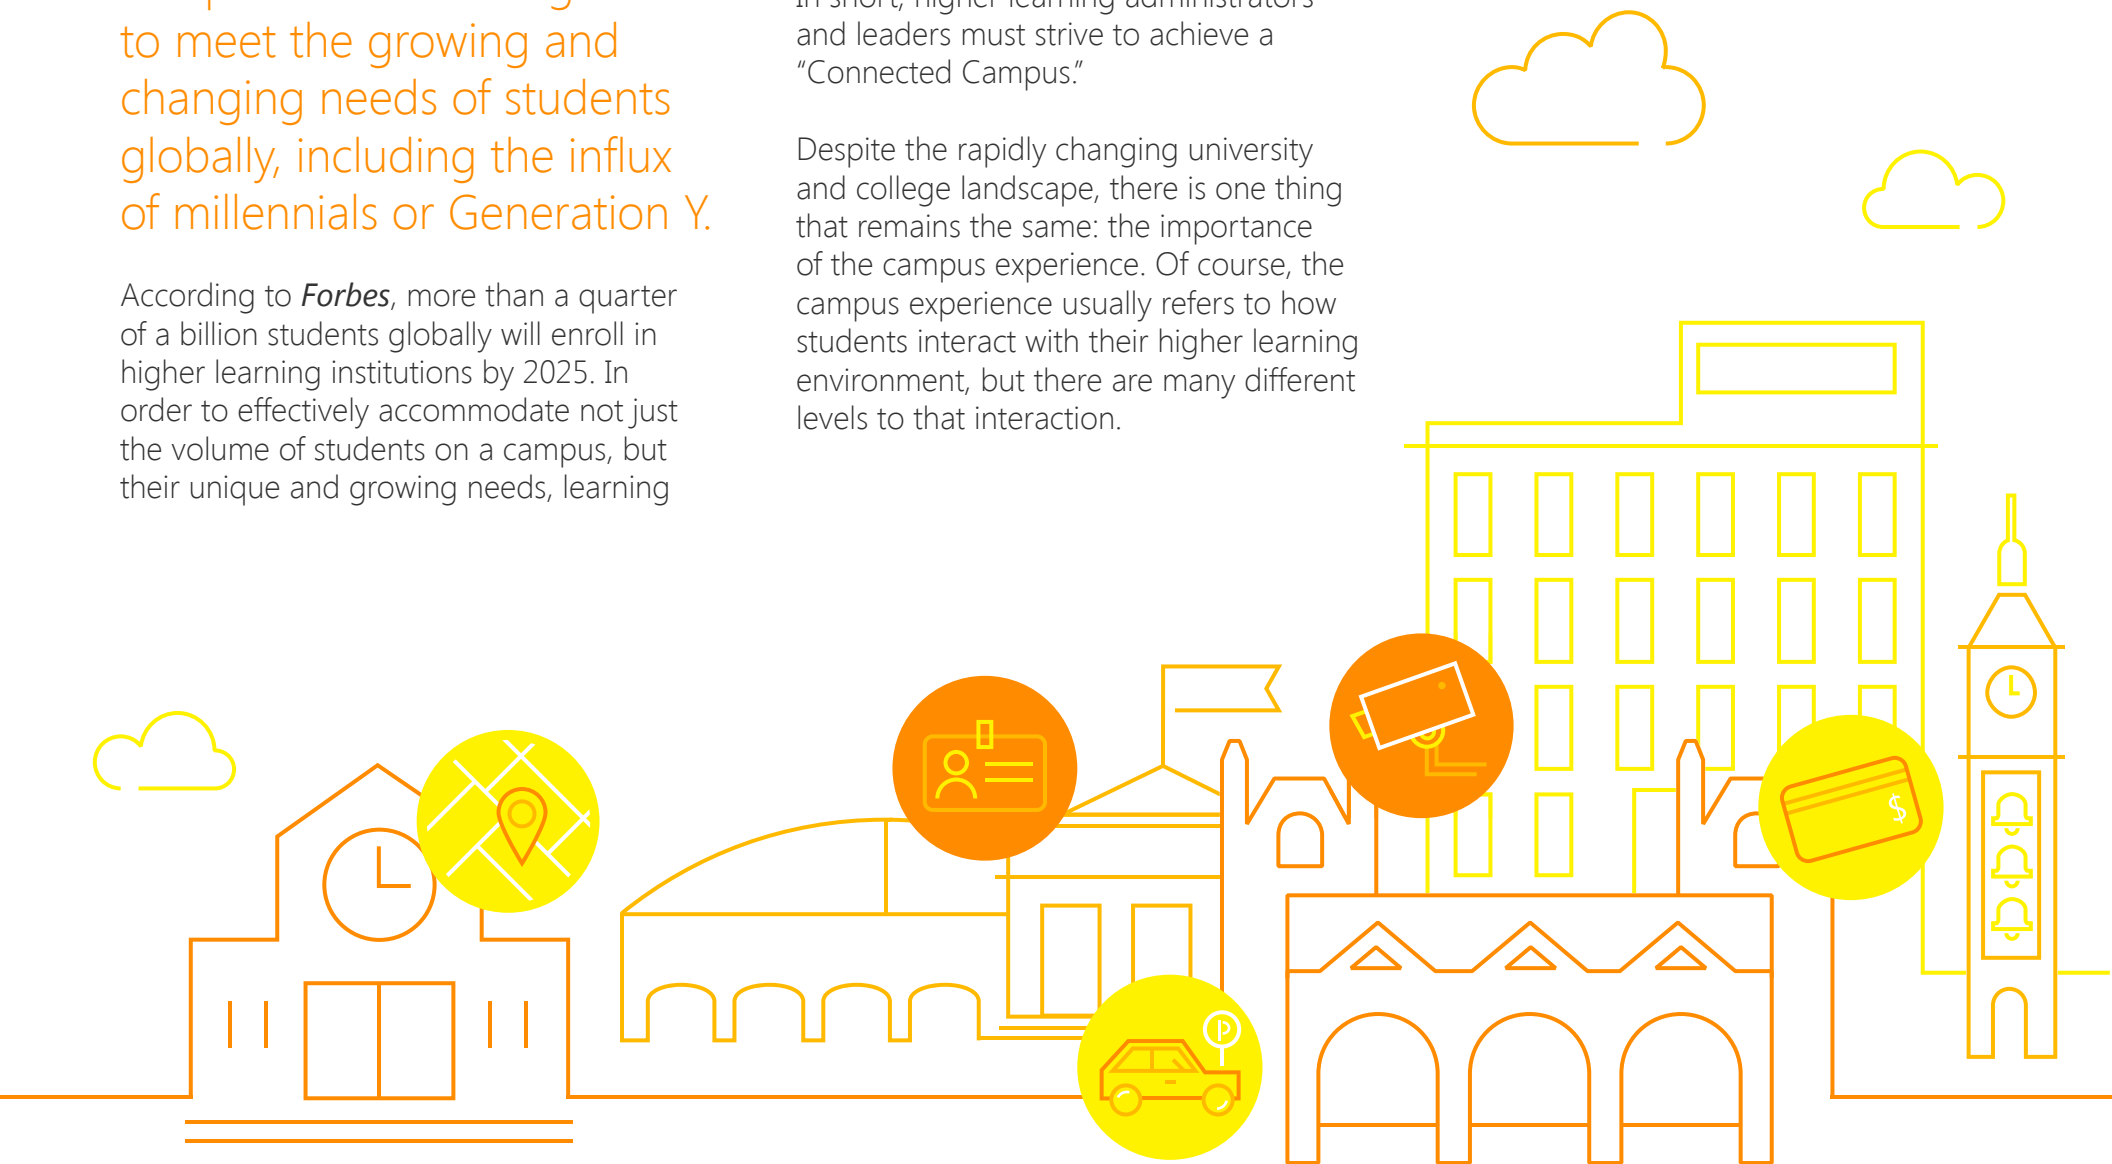 to meet the growing and
changing needs of students
globally, including the influx
of millennials or Generation Y.
According to Forbes, more than a quarter
of a billion students globally will enroll in
higher learning institutions by 2025. In
order to effectively accommodate not just
the volume of students on a campus, but
their unique and growing needs, learning
In short, higher learning administrators
and leaders must strive to achieve a
“Connected Campus.”
Despite the rapidly changing university
and college landscape, there is one thing
that remains the same: the importance
of the campus experience. Of course, the
campus experience usually refers to how
students interact with their higher learning
environment, but there are many different
levels to that interaction.
$
P